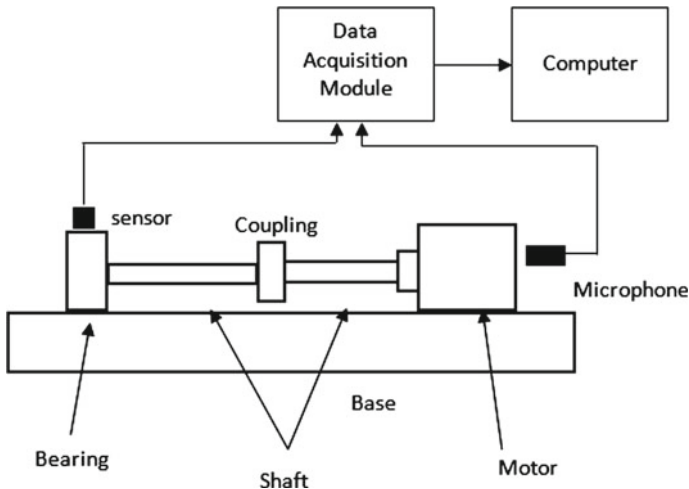 Data
Acquisition
Module
Computer
sensor
Coupling
Microphone
Base
Bearing
Shaft
Motor